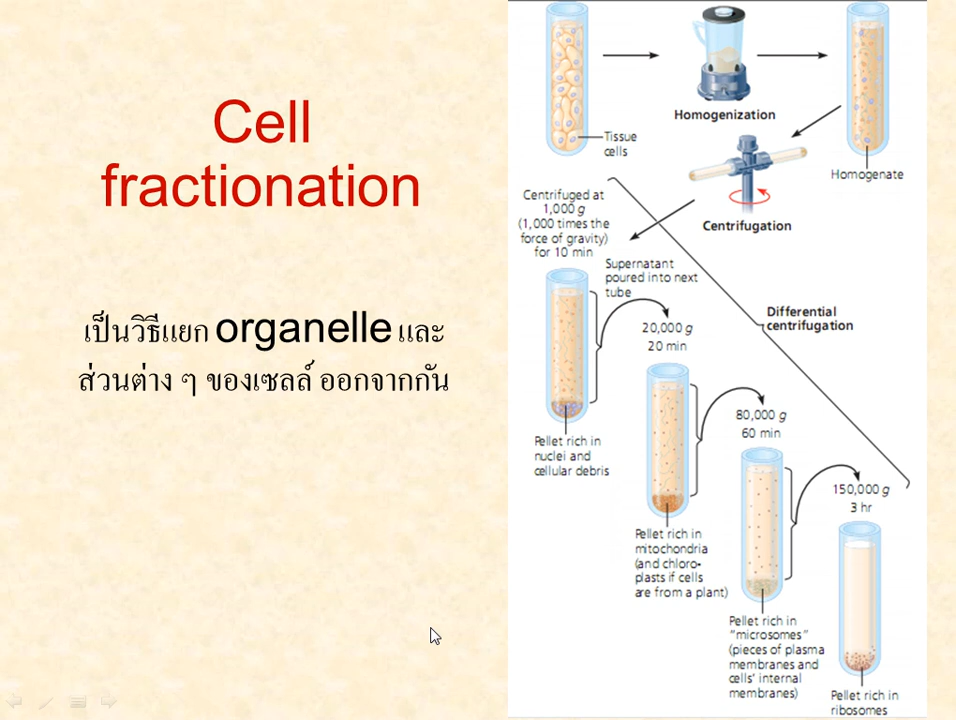 Cell
fractionation
เป็นวิธีแยก organelle และ
ส่วนต่าง ๆ ของเซลล์ ออกจากกัน
Homogenization
Tissue
cells
Homogenate
Centrifugation
Centrifuged at
1,000 g
(1,000 times the
force of gravity)
for 10 min
Supernatant
poured into next
tube
Differential
centrifugation
20,000 g
20 min
80,000 g
60 min
Pellet rich in
nuclei and
cellular debris
150,000 g
3 hr
Pellet rich in
mitochondria
(and chloro-
plasts if cells
are from a plant)
Pellet rich in
"microsomes"
(pieces of plasma
membranes and
cells' internal
membranes)
Pellet rich in
ribosomes